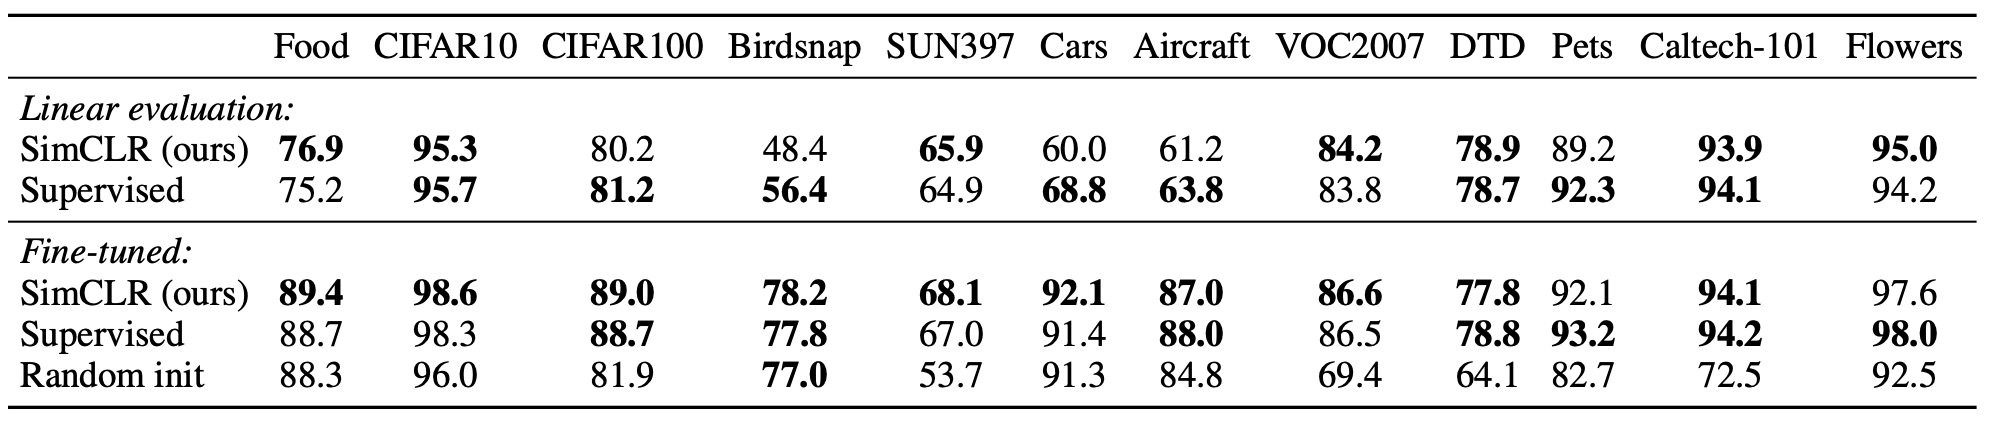 Food CIFAR10 CIFAR100 Birdsnap SUN397 Cars Aircraft VOC2007 DTD Pets Caltech-101 Flowers
Linear evaluation:
SimCLR (ours) 76.9 95.3 80.2 48.4 65.9 60.0 61.2 84.2 78.9 89.2 93.9 95.0
Supervised 75.2 95.7 81.2 56.4 64.9 68.8 63.8 83.8 78.7 92.3 94.1 94.2
Fine-tuned:
SimCLR (ours) 89.4 98.6 89.0 78.2 68.1 92.1 87.0 86.6 77.8 92.1 94.1 97.6
Supervised 88.7 98.3 88.7 77.8 67.0 91.4 88.0 86.5 78.8 93.2 94.2 98.0
Random init 88.3 96.0 81.9 77.0 53.7 91.3 84.8 69.4 64.1 82.7 72.5 92.5